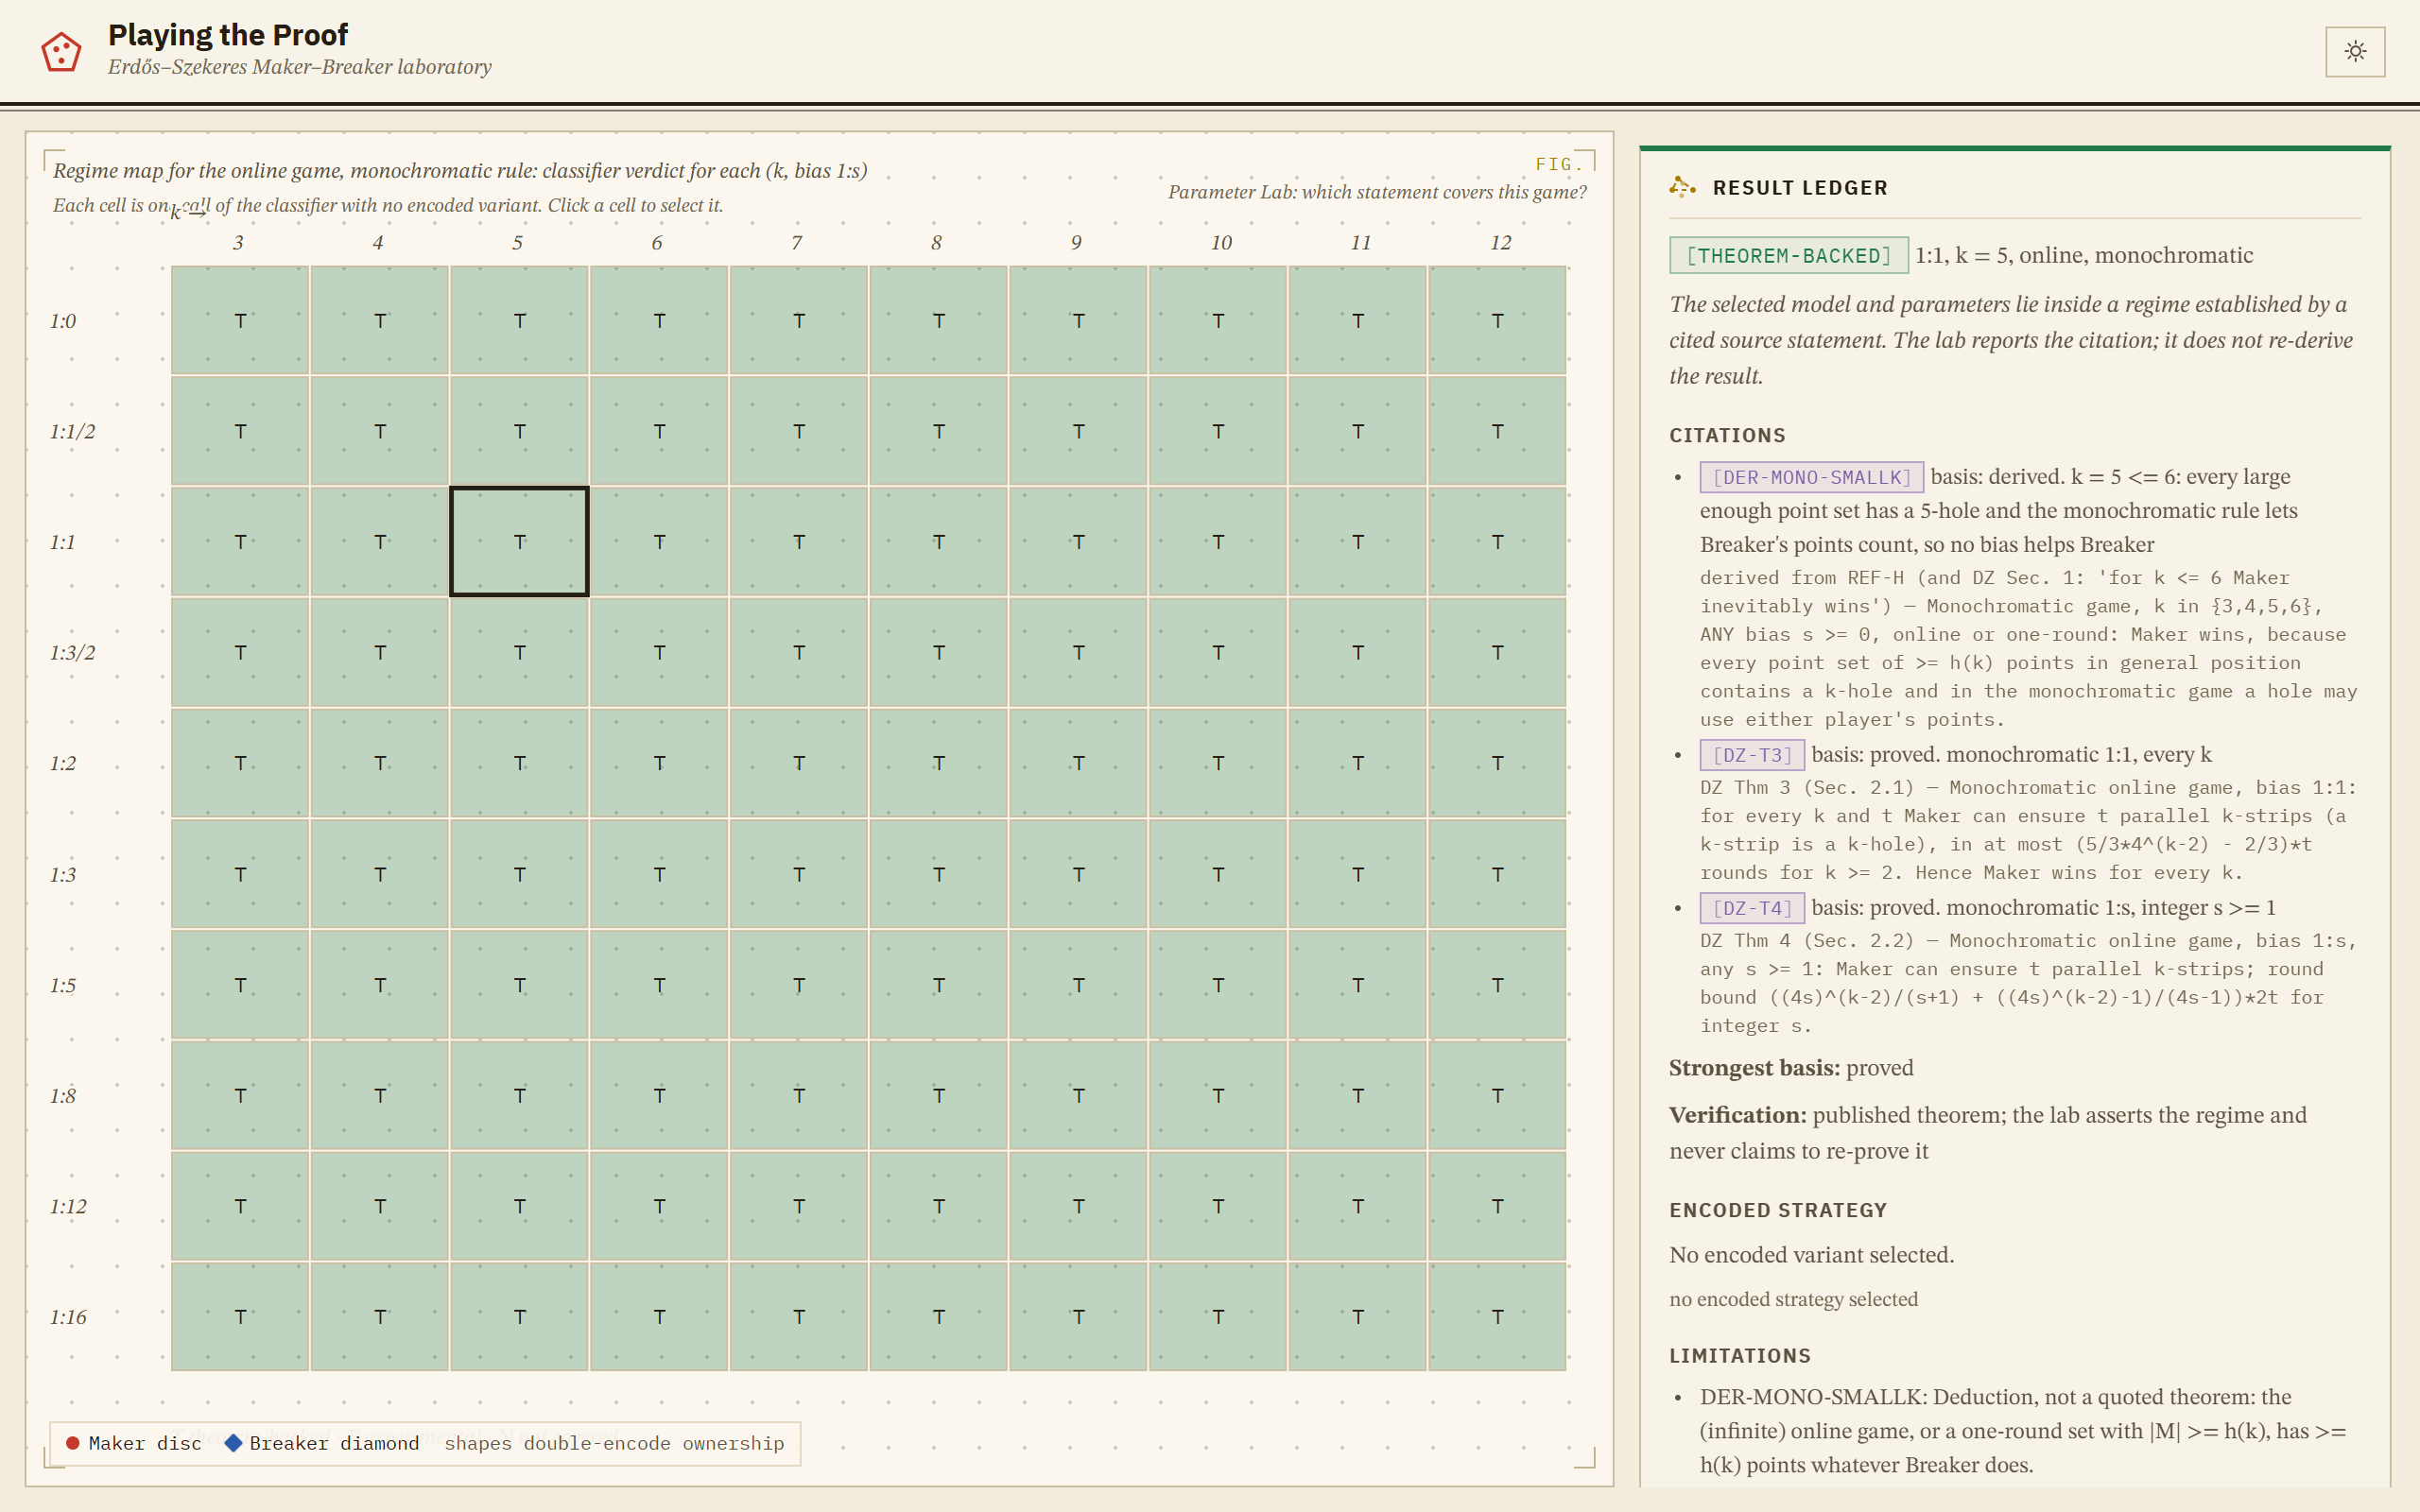 Playing the Proof
Erdős–Szekeres Maker–Breaker laboratory
Regime map for the online game, monochromatic rule: classifier verdict for each (k, bias 1:s)
FIG.
Each cell is one call of the classifier with no encoded variant. Click a cell to select it.
Parameter Lab: which statement covers this game?
k →
3 4 5 6 7 8 9 10 11 12
1:0 T T T T T T T T T T
1:1/2 T T T T T T T T T T
1:1 T T T T T T T T T T
1:3/2 T T T T T T T T T T
1:2 T T T T T T T T T T
1:3 T T T T T T T T T T
1:5 T T T T T T T T T T
1:8 T T T T T T T T T T
1:12 T T T T T T T T T T
1:16 T T T T T T T T T T
Maker disc Breaker diamond shapes double-encode ownership
RESULT LEDGER
[THEOREM-BACKED] 1:1, k = 5, online, monochromatic
The selected model and parameters lie inside a regime established by a
cited source statement. The lab reports the citation; it does not re-derive
the result.
CITATIONS
• [DER-MONO-SMALLK] basis: derived. k = 5 <= 6: every large
enough point set has a 5-hole and the monochromatic rule lets
Breaker's points count, so no bias helps Breaker
derived from REF-H (and DZ Sec. 1: 'for k <= 6 Maker
inevitably wins') — Monochromatic game, k in {3,4,5,6},
ANY bias s >= 0, online or one-round: Maker wins, because
every point set of >= h(k) points in general position
contains a k-hole and in the monochromatic game a hole may
use either player's points.
• [DZ-T3] basis: proved. monochromatic 1:1, every k
DZ Thm 3 (Sec. 2.1) — Monochromatic online game, bias 1:1:
for every k and t Maker can ensure t parallel k-strips (a
k-strip is a k-hole), in at most (5/3*4^(k-2) - 2/3)*t
rounds for k >= 2. Hence Maker wins for every k.
• [DZ-T4] basis: proved. monochromatic 1:s, integer s >= 1
DZ Thm 4 (Sec. 2.2) — Monochromatic online game, bias 1:s,
any s >= 1: Maker can ensure t parallel k-strips; round
bound ((4s)^(k-2)/(s+1) + ((4s)^(k-2)-1)/(4s-1))*2t for
integer s.
Strongest basis: proved
Verification: published theorem; the lab asserts the regime and
never claims to re-prove it
ENCODED STRATEGY
No encoded variant selected.
no encoded strategy selected
LIMITATIONS
• DER-MONO-SMALLK: Deduction, not a quoted theorem: the
(infinite) online game, or a one-round set with |M| >= h(k), has >=
h(k) points whatever Breaker does.